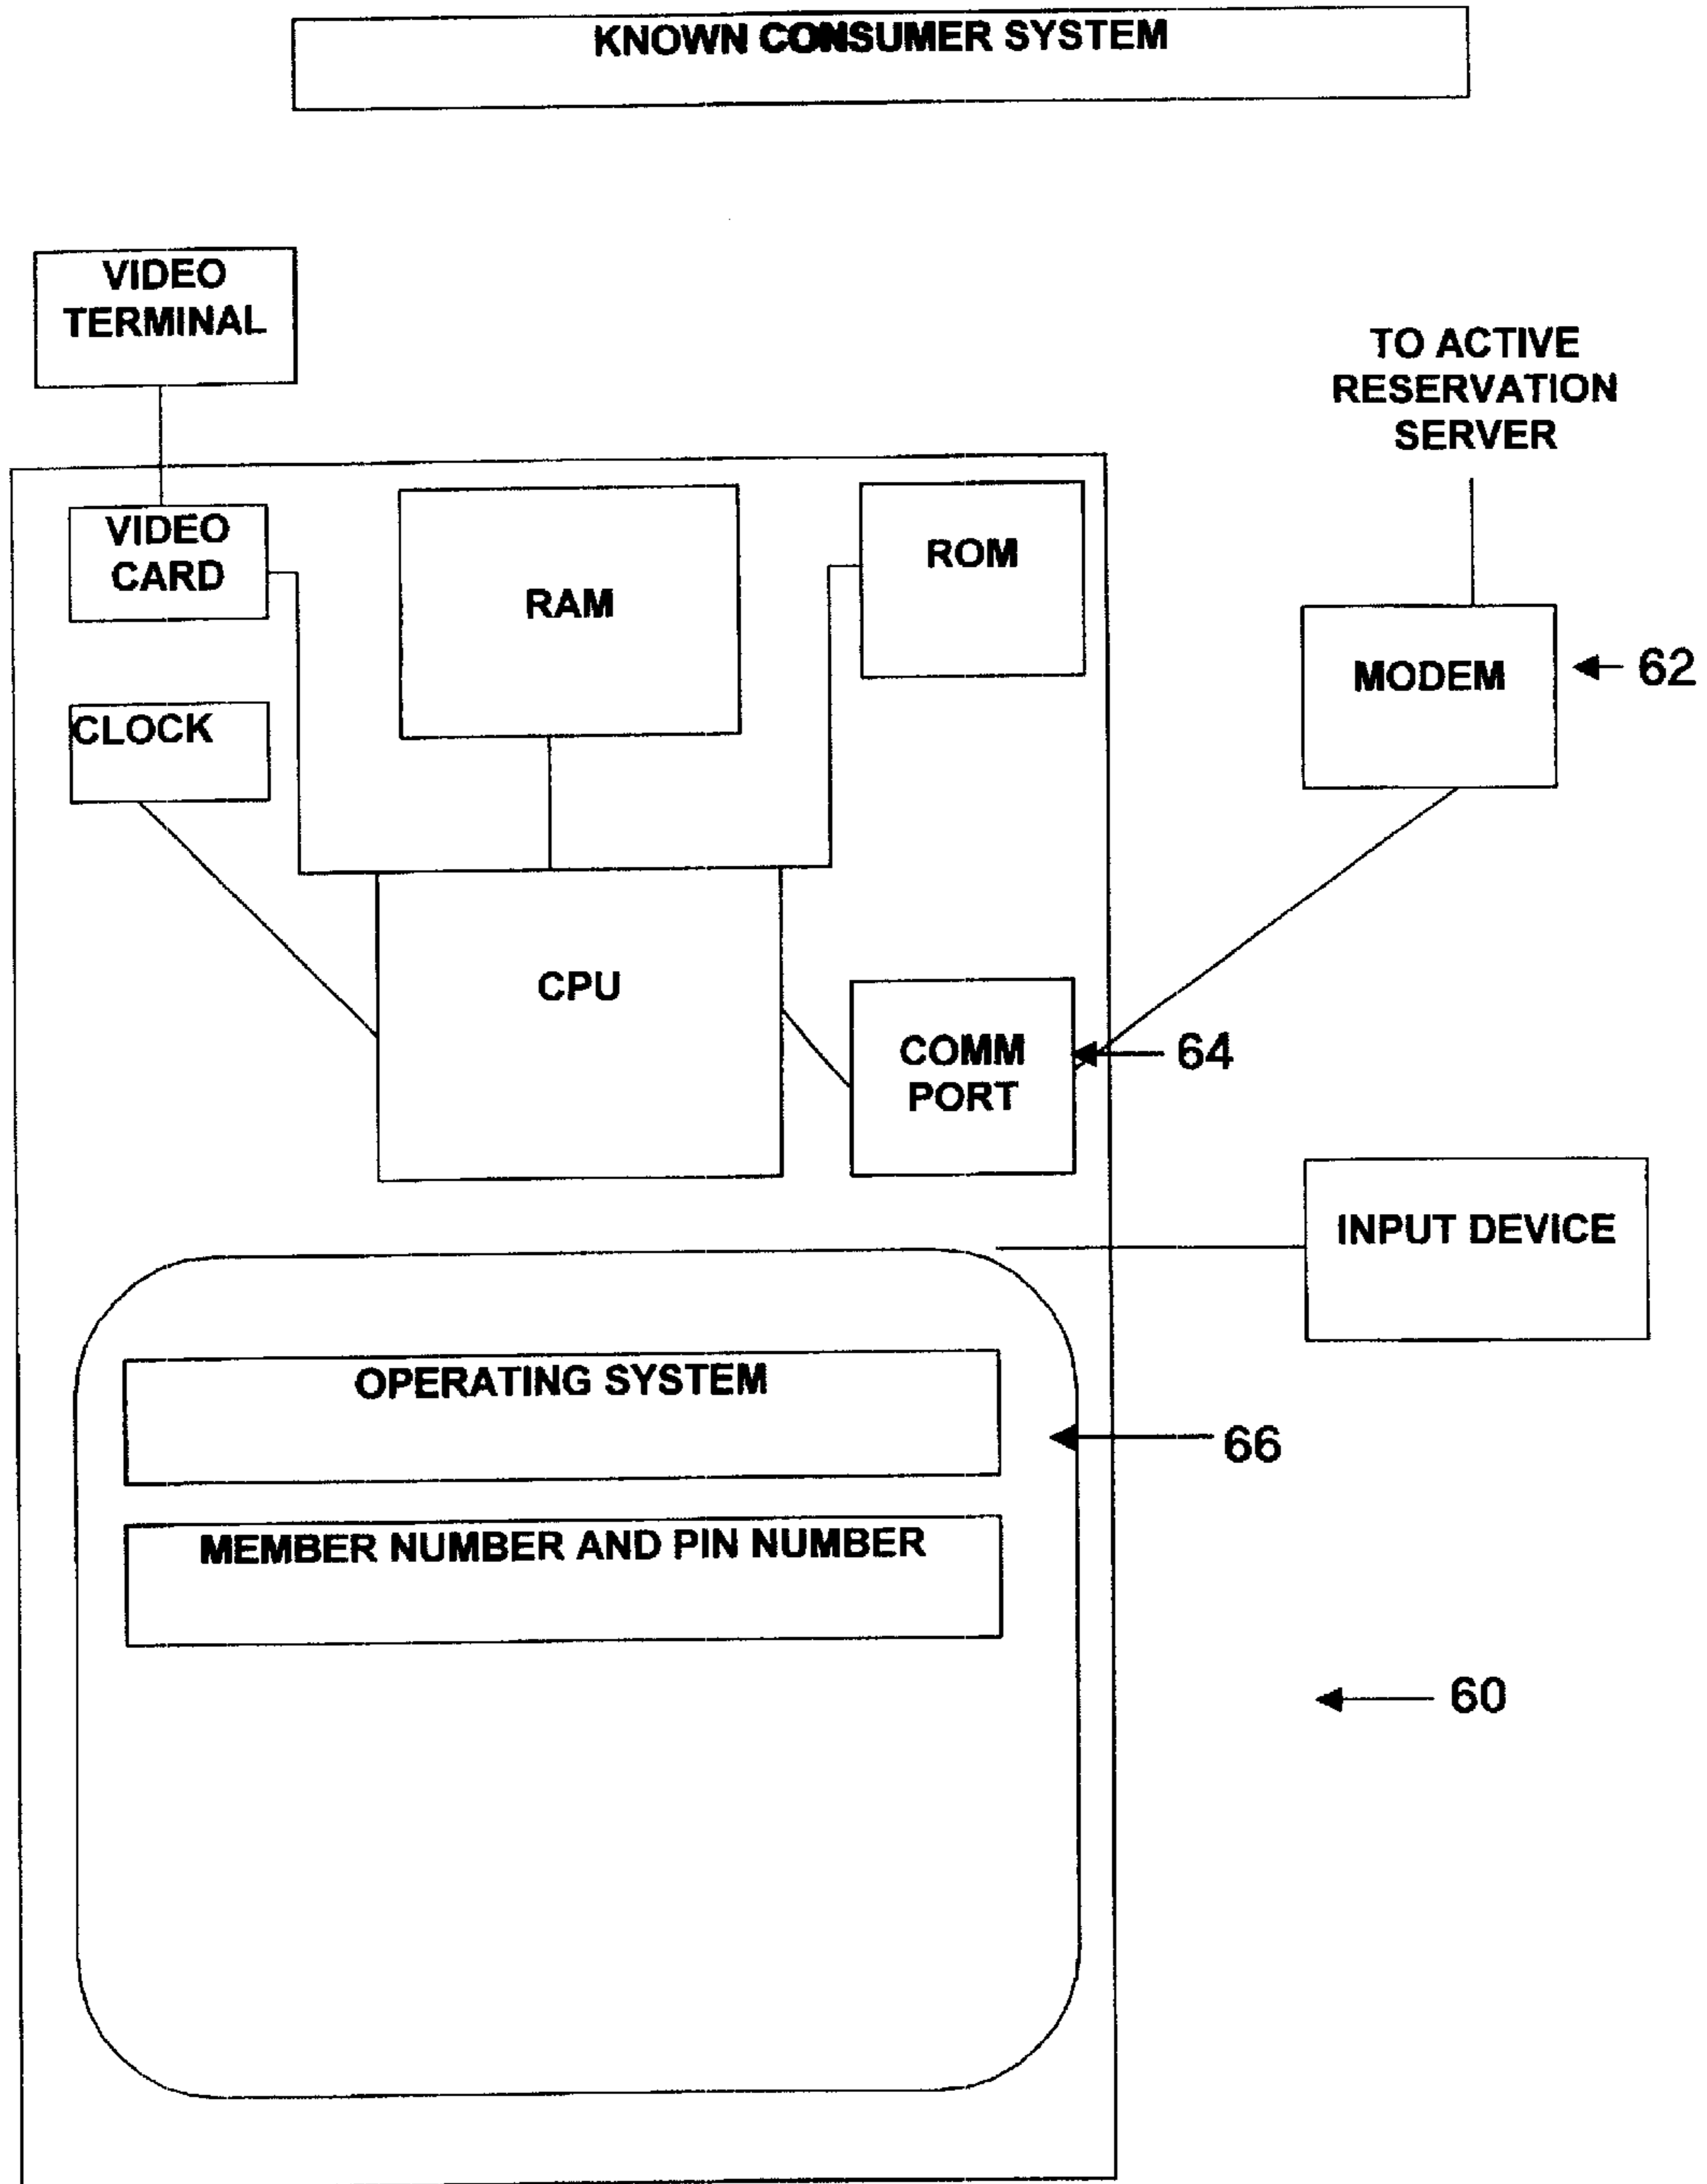 KNOWN CONSUMER SYSTEM
VIDEO
TERMINAL
TO ACTIVE
RESERVATION
SERVER
VIDEO
CARD
RAM
ROM
MODEM
62
CLOCK
CPU
COMM
PORT
64
INPUT DEVICE
OPERATING SYSTEM
66
MEMBER NUMBER AND PIN NUMBER
60